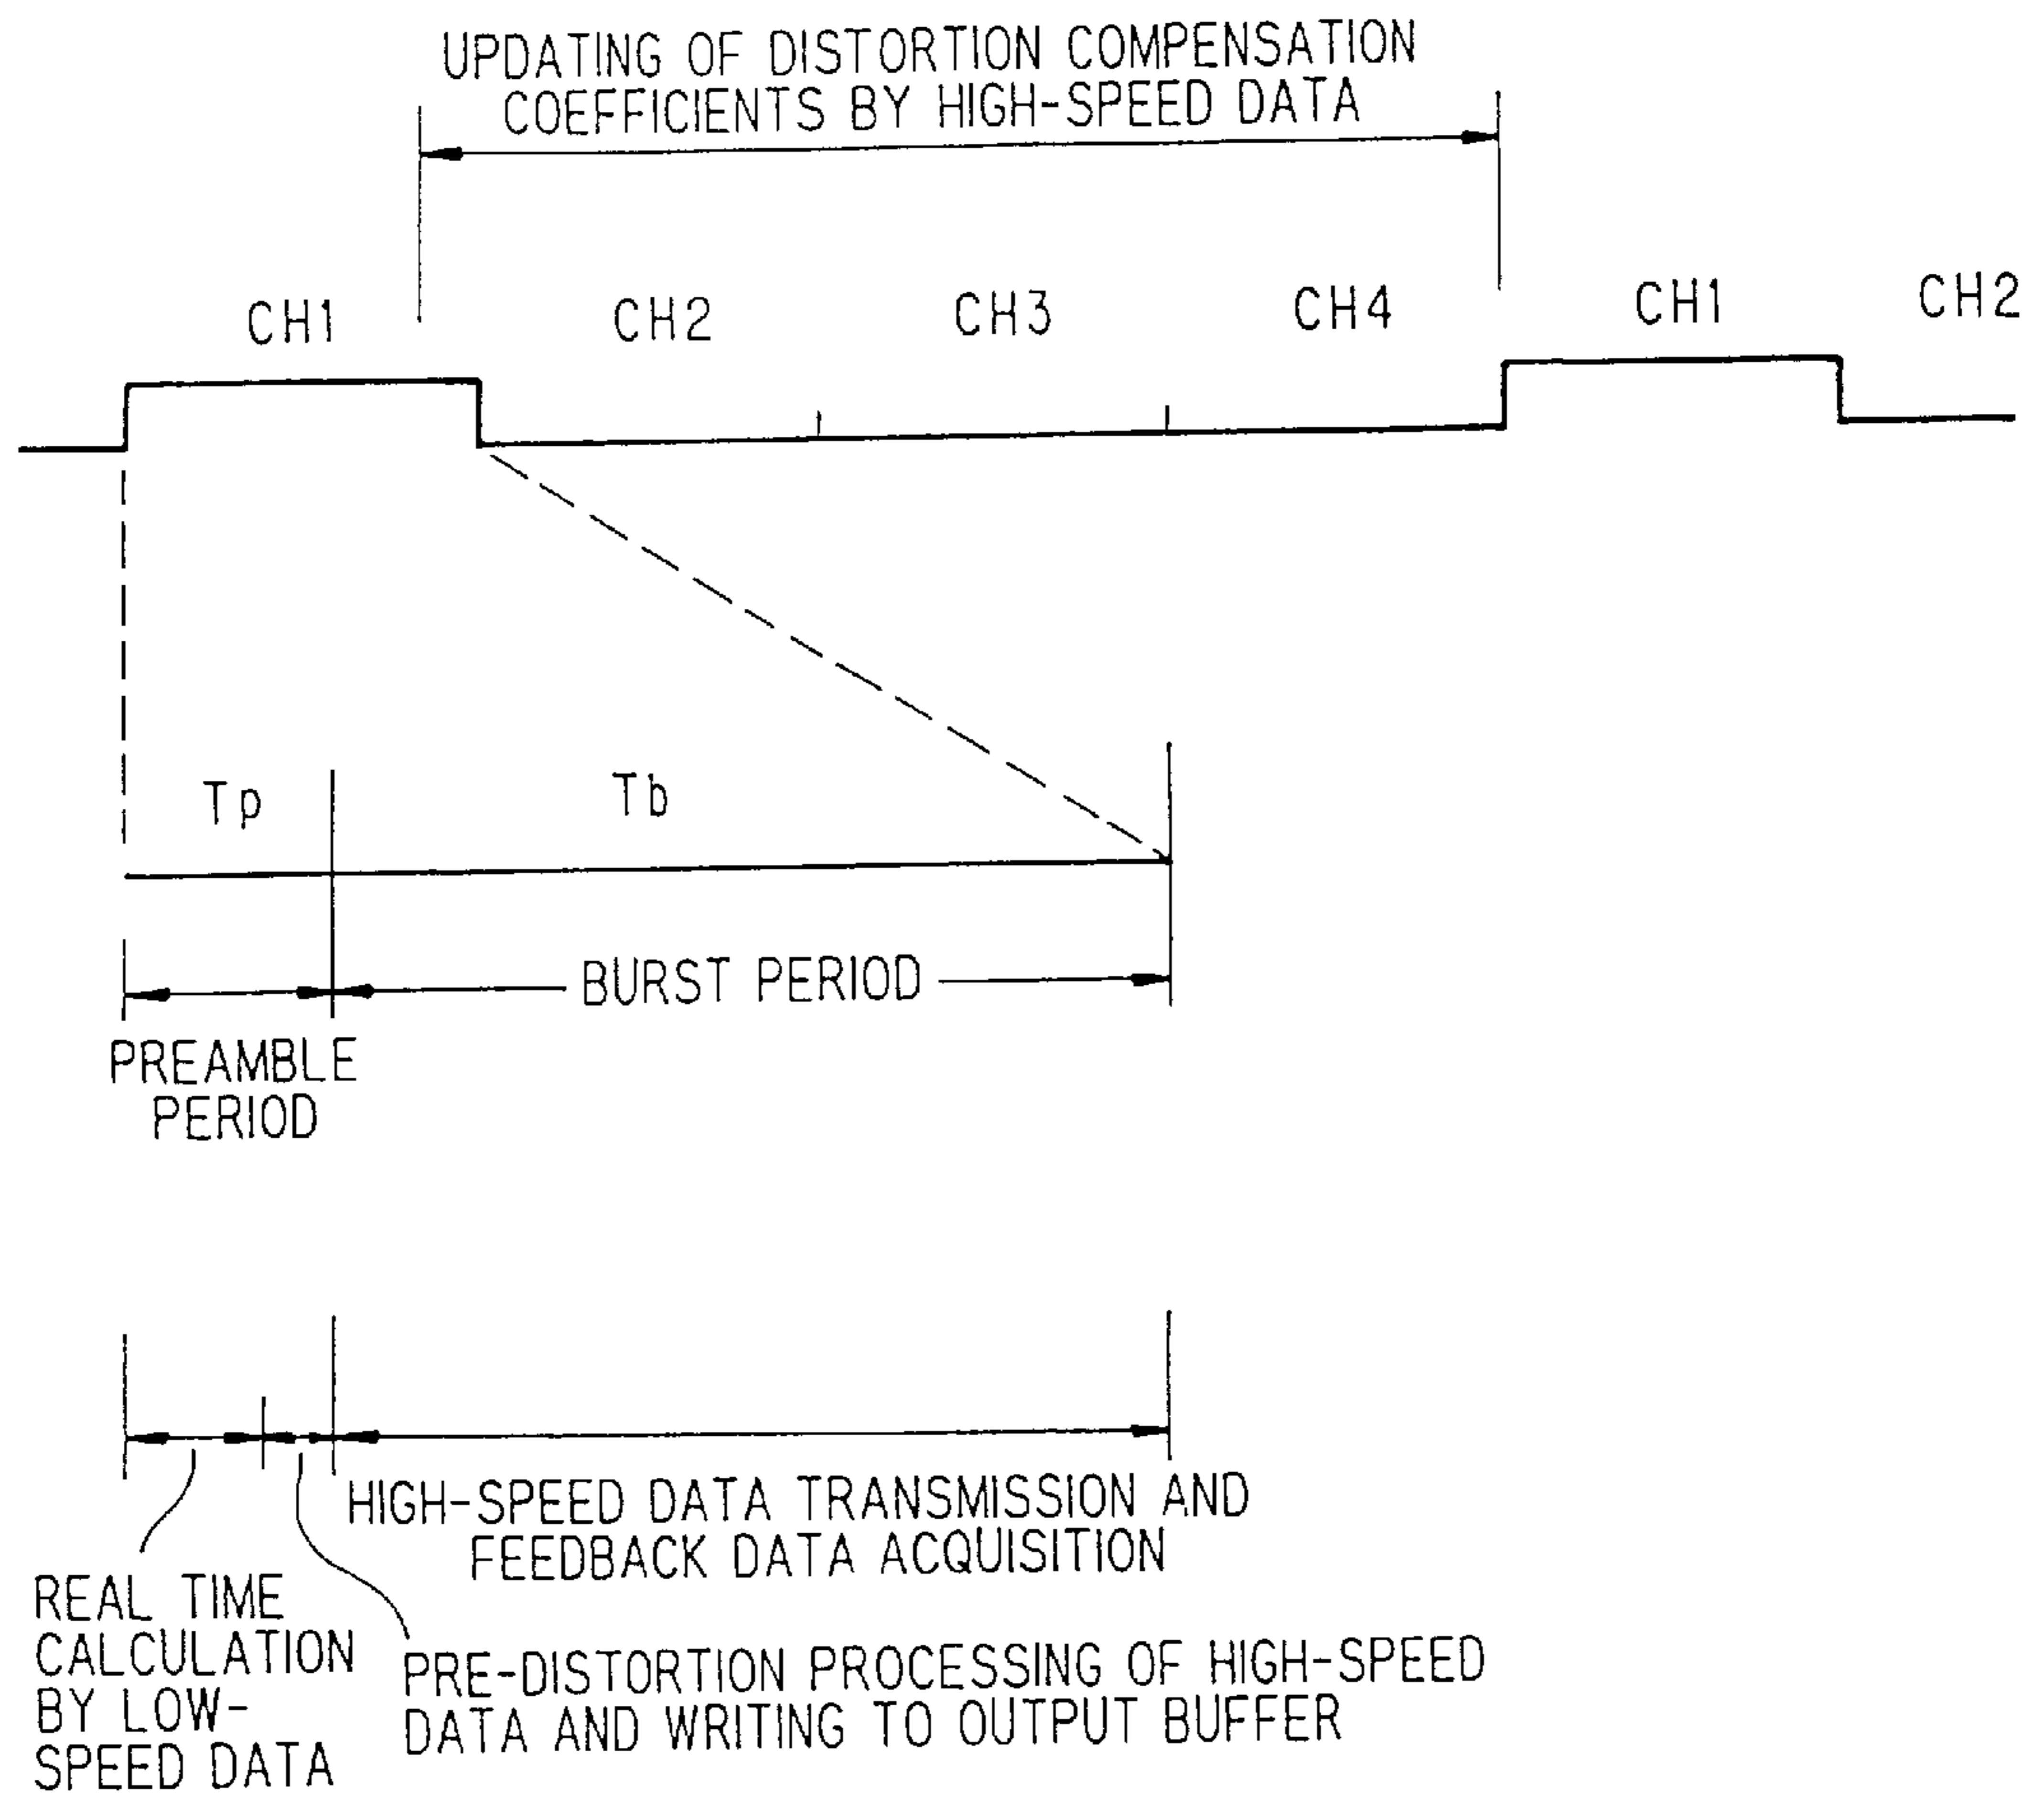 UPDATING OF DISTORTION COMPENSATION
COEFFICIENTS BY HIGH-SPEED DATA
CH1 CH2 CH3 CH4 CH1 CH2
Tp Tb
BURST PERIOD
PREAMBLE
PERIOD
HIGH-SPEED DATA TRANSMISSION AND
FEEDBACK DATA ACQUISITION
REAL TIME
CALCULATION
BY LOW-
SPEED DATA
PRE-DISTORTION PROCESSING OF HIGH-SPEED
DATA AND WRITING TO OUTPUT BUFFER